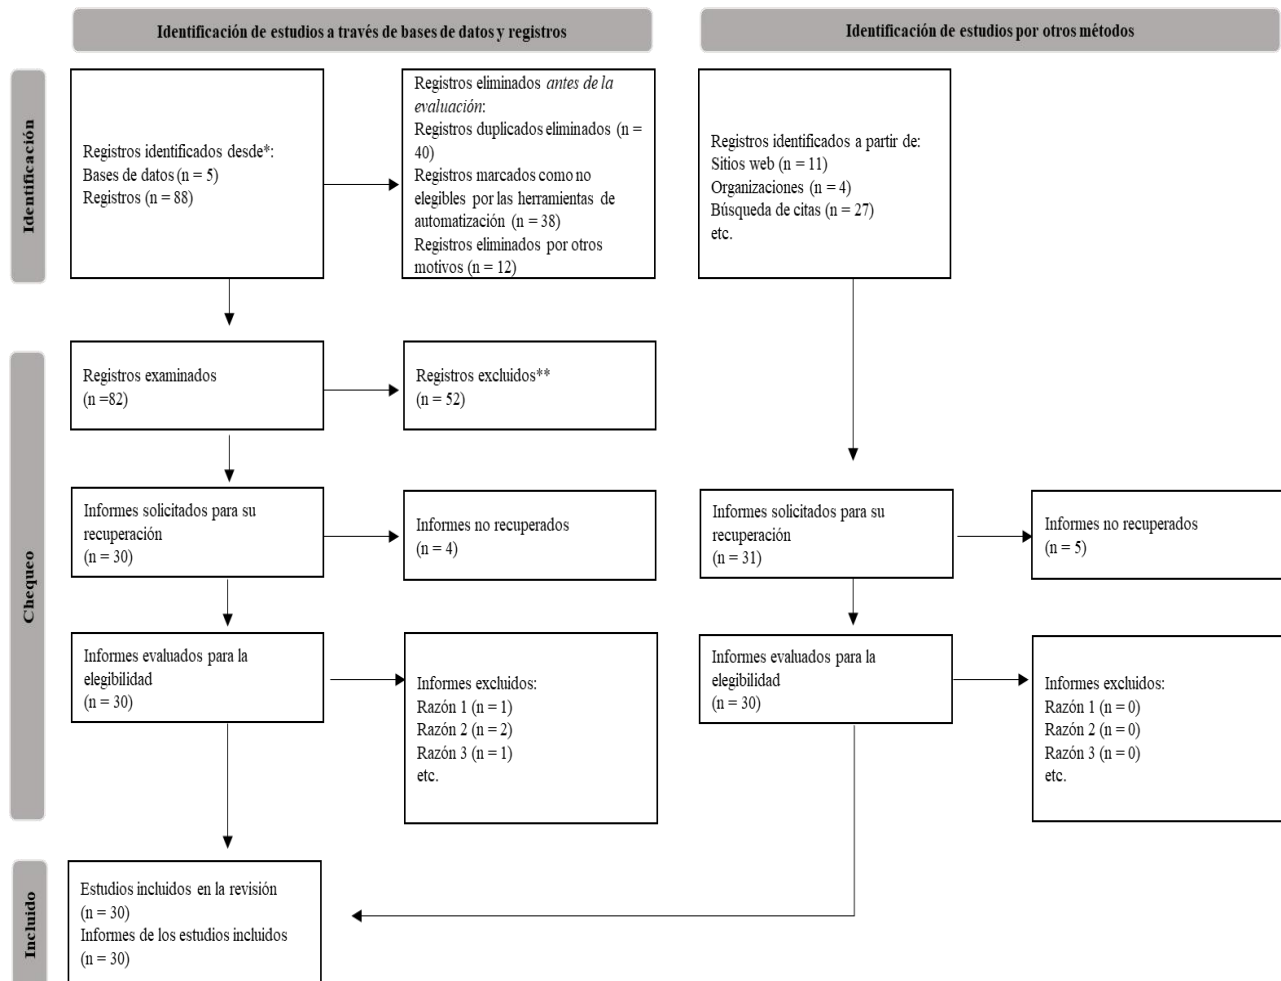 Identificación de estudios a través de bases de datos y registros
Identificación de estudios por otros métodos
Identificación
Registros identificados desde*:
Bases de datos (n = 5)
Registros (n = 88)
Registros eliminados antes de la
evaluación:
Registros duplicados eliminados (n =
40)
Registros marcados como no
elegibles por las herramientas de
automatización (n = 38)
Registros eliminados por otros
motivos (n = 12)
Registros identificados a partir de:
Sitios web (n = 11)
Organizaciones (n = 4)
Búsqueda de citas (n = 27)
etc.
Chequeo
Registros examinados
(n =82)
Registros excluidos**
(n = 52)
Informes solicitados para su
recuperación
(n = 30)
Informes no recuperados
(n = 4)
Informes solicitados para su
recuperación
(n = 31)
Informes no recuperados
(n = 5)
Informes evaluados para la
elegibilidad
(n = 30)
Informes excluidos:
Razón 1 (n = 1)
Razón 2 (n = 2)
Razón 3 (n = 1)
etc.
Informes evaluados para la
elegibilidad
(n = 30)
Informes excluidos:
Razón 1 (n = 0)
Razón 2 (n = 0)
Razón 3 (n = 0)
etc.
Incluido
Estudios incluidos en la revisión
(n = 30)
Informes de los estudios incluidos
(n = 30)